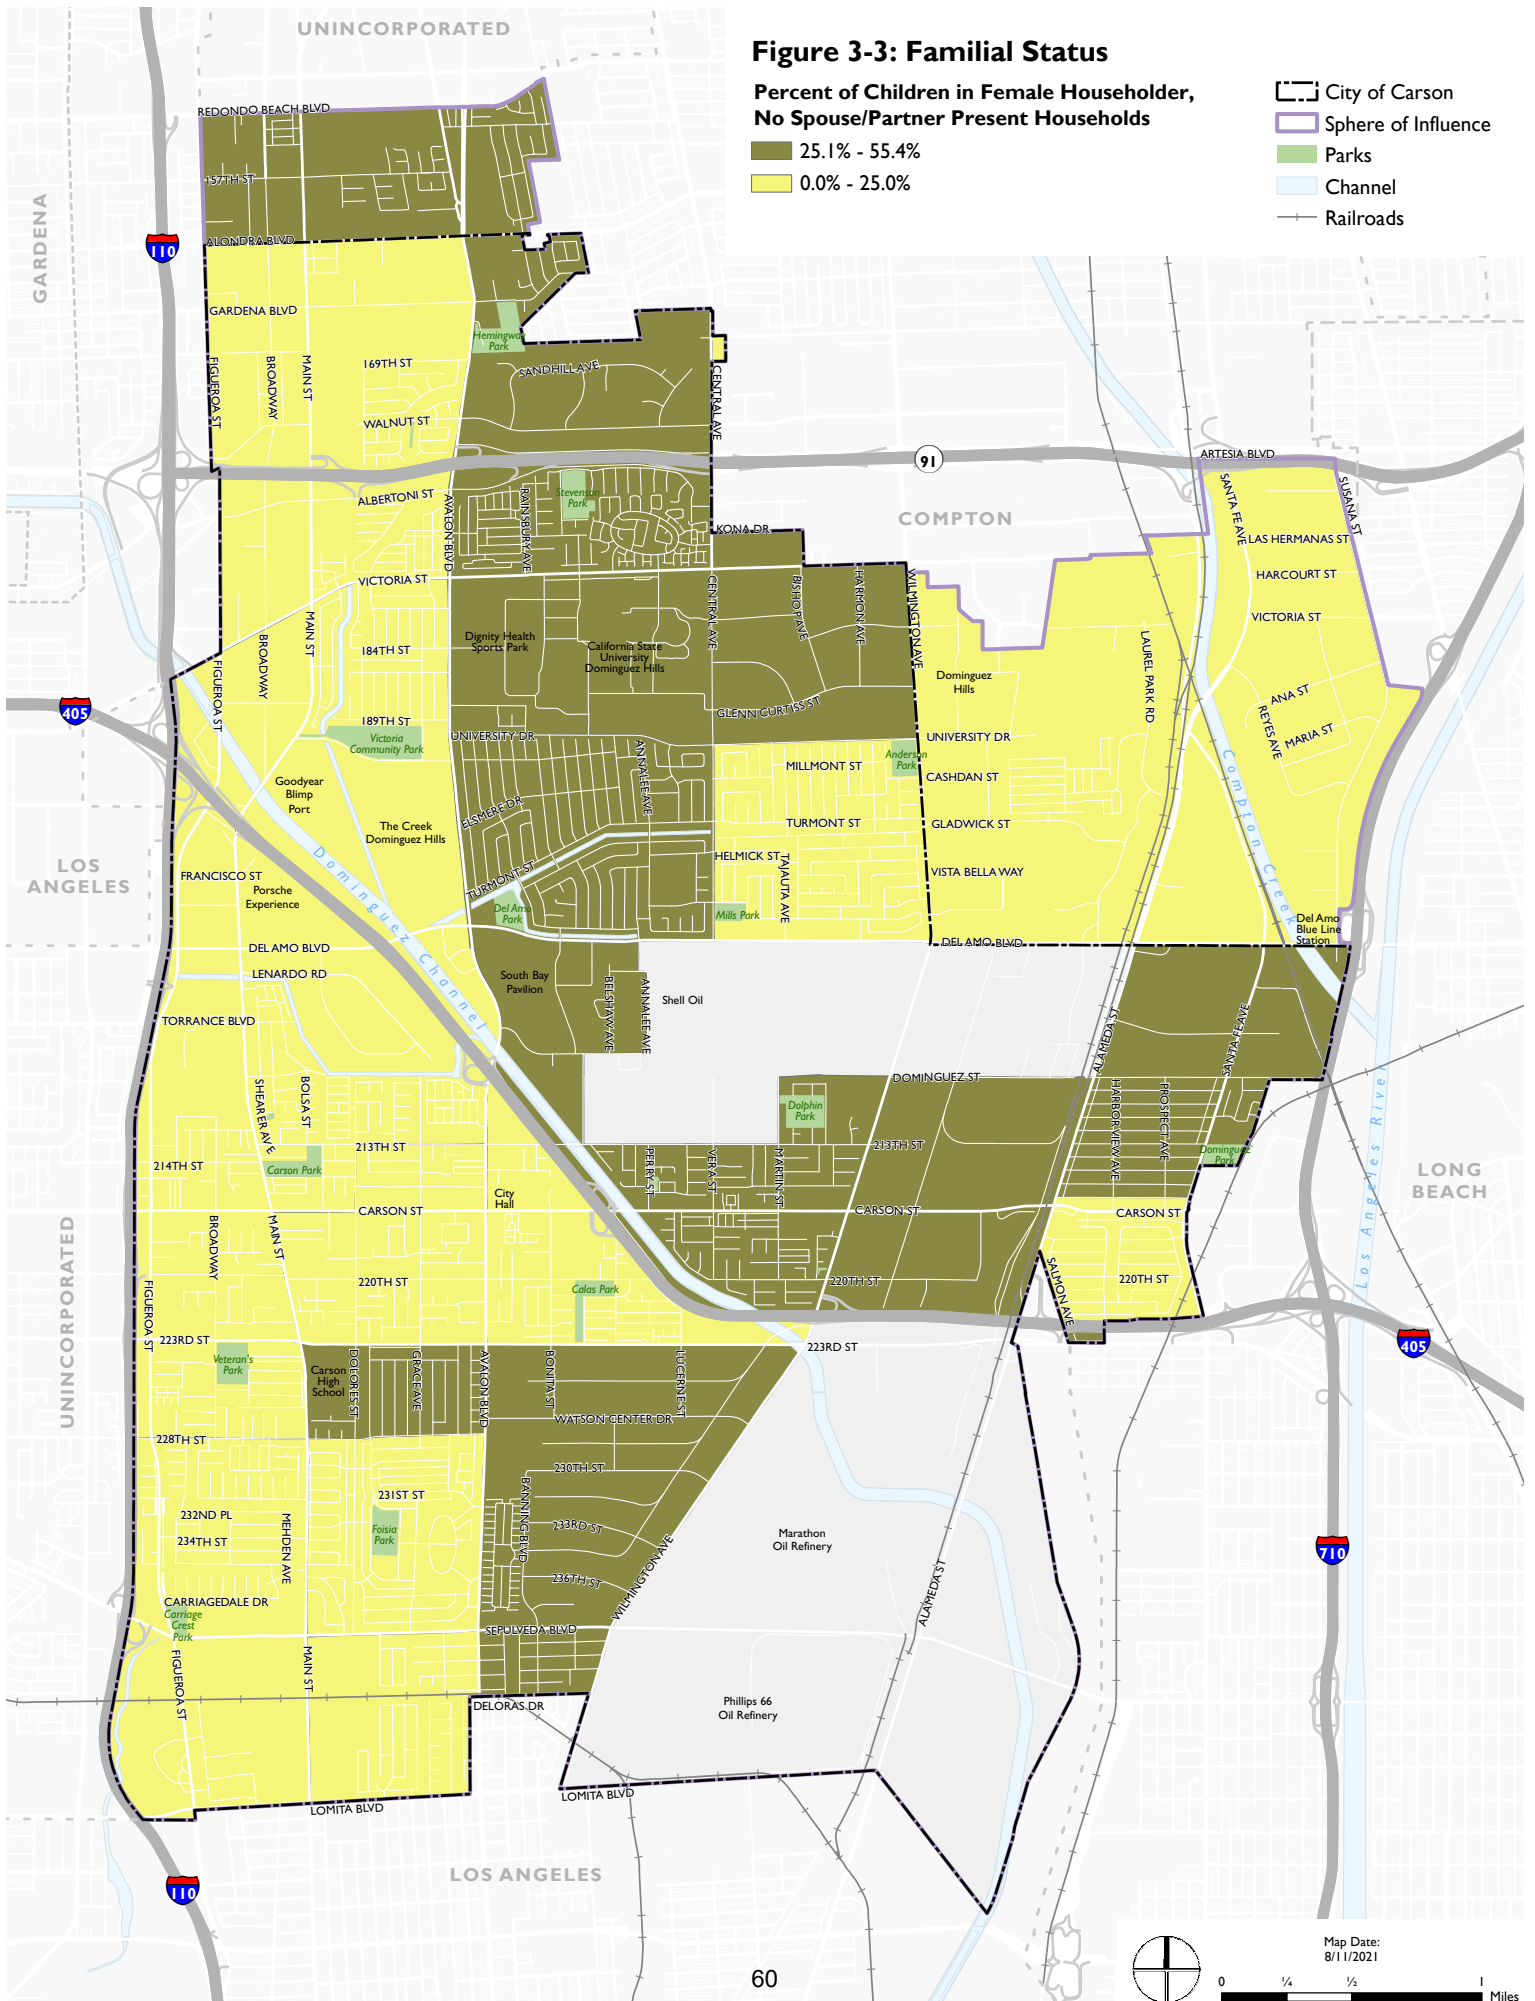 UNINCORPORATED
Figure 3-3: Familial Status
Percent of Children in Female Householder,
No Spouse/Partner Present Households
25.1% - 55.4%
0.0% - 25.0%
City of Carson
Sphere of Influence
Parks
Channel
Railroads
REDONDO BEACH BLVD
157TH ST
GARDENA
110
ALONDRA BLVD
GARDENA BLVD
Hemingway
Park
169TH ST
SANDHILL AVE
FIGUEROA ST
BROADWAY
MAIN ST
CENTRAL AVE
WALNUT ST
91
ARTESIA BLVD
ALBERTONI ST
AVALON BLVD
RAINSBURY AVE
Stevenson
Park
KONA DR
COMPTON
SANTA FE AVE
SUSANA ST
LAS HERMANAS ST
HARCOURT ST
VICTORIA ST
VICTORIA ST
CENTRAL AVE
BISHOP AVE
HARMON AVE
WILMINGTON AVE
MAIN ST
BROADWAY
184TH ST
Dignity Health
Sports Park
California State
University
Dominguez Hills
Dominguez
Hills
LAUREL PARK RD
FIGUEROA ST
405
189TH ST
Victoria
Community Park
UNIVERSITY DR
GLENN CURTISS ST
UNIVERSITY DR
ANA ST
REYES AVE
MARIA ST
ANNALEE AVE
MILLMONT ST
Anderson
Park
CASHDAN ST
Compton Creek
Goodyear
Blimp
Port
The Creek
Dominguez Hills
ELSMERE DR
TURMONT ST
GLADWICK ST
LOS
ANGELES
Dominguez Channel
HELMICK ST
TAJAUTA AVE
FRANCISCO ST
Porsche
Experience
TURMONT ST
VISTA BELLA WAY
Del Amo
Park
Mills Park
Del Amo
Blue Line
Station
DEL AMO BLVD
DEL AMO BLVD
LENARDO RD
South Bay
Pavilion
BELSHAW AVE
ANNALEE AVE
Shell Oil
TORRANCE BLVD
ALAMEDA ST
SANTA FE AVE
SHEARER AVE
BOLSA ST
DOMINGUEZ ST
Dolphin
Park
HARBOR VIEW AVE
PROSPECT AVE
Los Angeles River
213TH ST
213TH ST
214TH ST
Carson Park
PERRY ST
VERA ST
MARTIN ST
Dominguez
Park
LONG
BEACH
City
Hall
CARSON ST
CARSON ST
CARSON ST
UNINCORPORATED
BROADWAY
MAIN ST
220TH ST
Calas Park
220TH ST
SALMON AVE
220TH ST
FIGUEROA ST
223RD ST
223RD ST
405
Veteran's
Park
Carson
High
School
DOLORES ST
GRACE AVE
AVALON BLVD
BONITA ST
LUCERNE ST
WATSON CENTER DR
228TH ST
230TH ST
231ST ST
BANNING BLVD
232ND PL
MEHDEN AVE
Foisia
Park
233RD ST
234TH ST
Marathon
Oil Refinery
710
236TH ST
WILMINGTON AVE
ALAMEDA ST
CARRIAGEDALE DR
Carriage
Crest
Park
SEPULVEDA BLVD
FIGUEROA ST
MAIN ST
DELORAS DR
Phillips 66
Oil Refinery
LOMITA BLVD
LOMITA BLVD
LOS ANGELES
110
60
Map Date:
8/11/2021
0 1/4 1/2 1
Miles